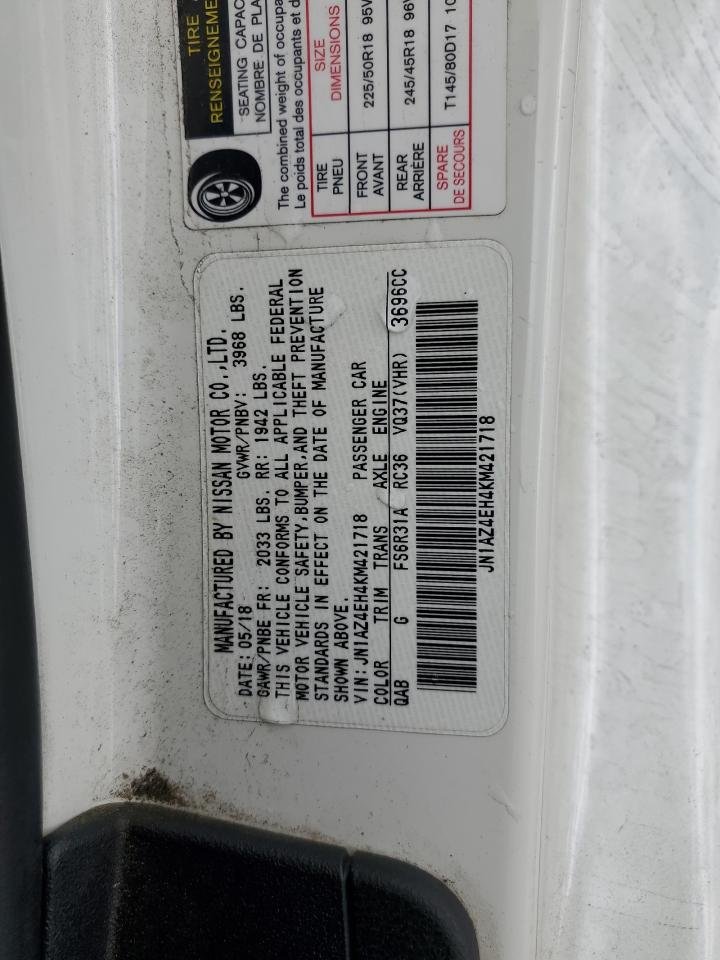 TIRE
RENSEIGNEME
SEATING CAPAC
NOMBRE DE PLA
The combined weight of occupa
Le poids total des occupants et d
TIRE SIZE
PNEU DIMENSIONS
FRONT 225/50R18 95V
AVANT
REAR 245/45R18 96V
ARRIÈRE
SPARE T145/80D17 10
DE SECOURS
MANUFACTURED BY NISSAN MOTOR CO.,LTD.
DATE: 05/18 GVWR/PNBV: 3968 LBS.
GAWR/PNBE FR: 2033 LBS. RR: 1942 LBS.
THIS VEHICLE CONFORMS TO ALL APPLICABLE FEDERAL
MOTOR VEHICLE SAFETY,BUMPER,AND THEFT PREVENTION
STANDARDS IN EFFECT ON THE DATE OF MANUFACTURE
SHOWN ABOVE.
VIN:JN1AZ4EH4KM421718 PASSENGER CAR
COLOR TRIM TRANS AXLE ENGINE
QAB G FS6R31A RC36 VQ37(VHR) 3696CC
JN1AZ4EH4KM421718